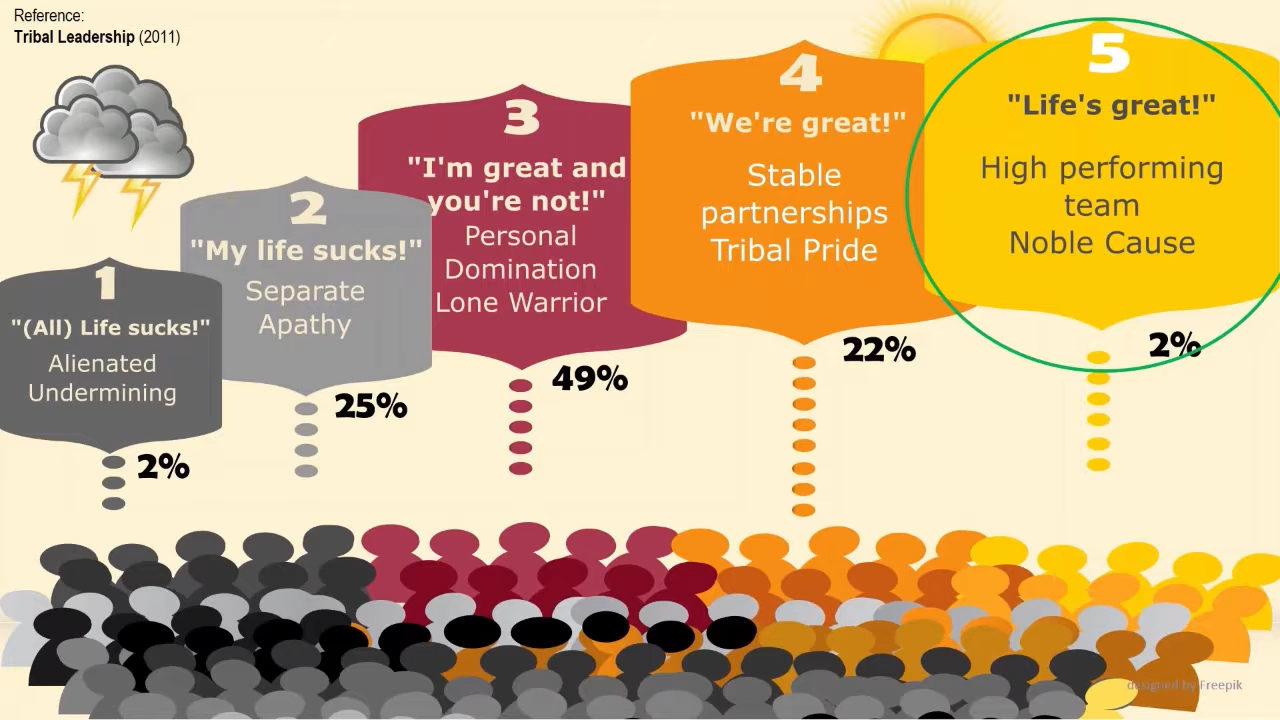 Reference:
Tribal Leadership (2011)
1
"(All) Life sucks!"
Alienated
Undermining
2%
2
"My life sucks!"
Separate
Apathy
25%
3
"I'm great and
you're not!"
Personal
Domination
Lone Warrior
49%
4
"We're great!"
Stable
partnerships
Tribal Pride
22%
5
"Life's great!"
High performing
team
Noble Cause
2%
designed by Freepik